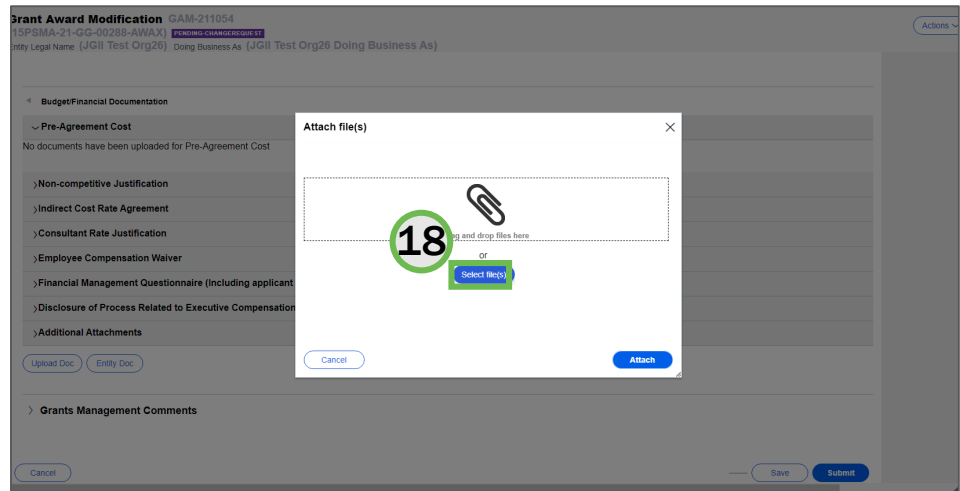 Grant Award Modification GAM-211054
15PSMA-21-GG-00288-AWAX) PENDING-CHANGEREQUEST
Entity Legal Name (JGII Test Org26) Doing Business As (JGII Test Org26 Doing Business As)
Actions
Budget/Financial Documentation
Pre-Agreement Cost
No documents have been uploaded for Pre-Agreement Cost
Non-competitive Justification
Indirect Cost Rate Agreement
Consultant Rate Justification
Employee Compensation Waiver
Financial Management Questionnaire (Including applicant
Disclosure of Process Related to Executive Compensation
Additional Attachments
Upload Doc Entity Doc
Grants Management Comments
Cancel Save Submit
Attach file(s)
18
and drop files here
or
Select file(s)
Cancel Attach